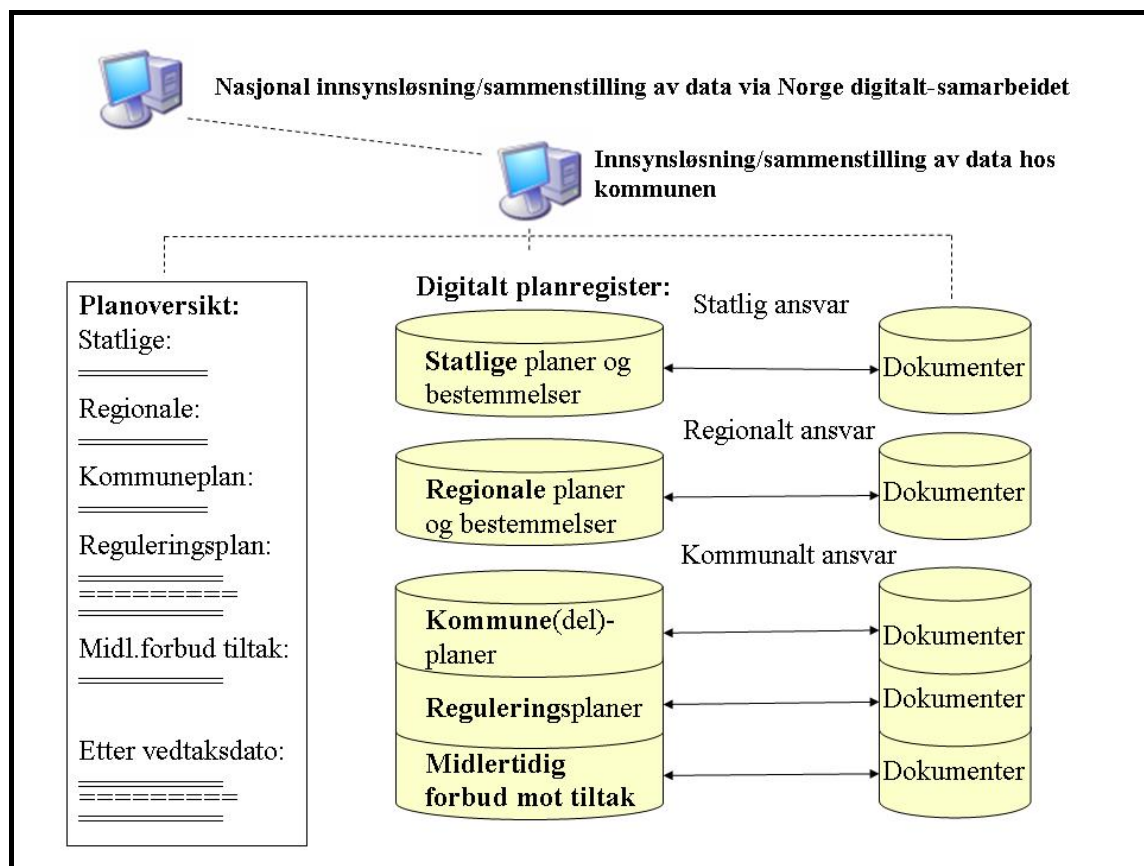 Nasjonal innsynsløsning/sammenstilling av data via Norge digitalt-samarbeidet
Innsynsløsning/sammenstilling av data hos
kommunen
Planoversikt:
Statlige:
Regionale:
Kommuneplan:
Reguleringsplan:
=========
Midl.forbud tiltak:
Etter vedtaksdato:
=========
Digitalt planregister:
Statlig ansvar
Statlige planer og
bestemmelser
Dokumenter
Regionalt ansvar
Regionale planer
og bestemmelser
Dokumenter
Kommunalt ansvar
Kommune(del)-
planer
Dokumenter
Reguleringsplaner
Dokumenter
Midlertidig
forbud mot tiltak
Dokumenter